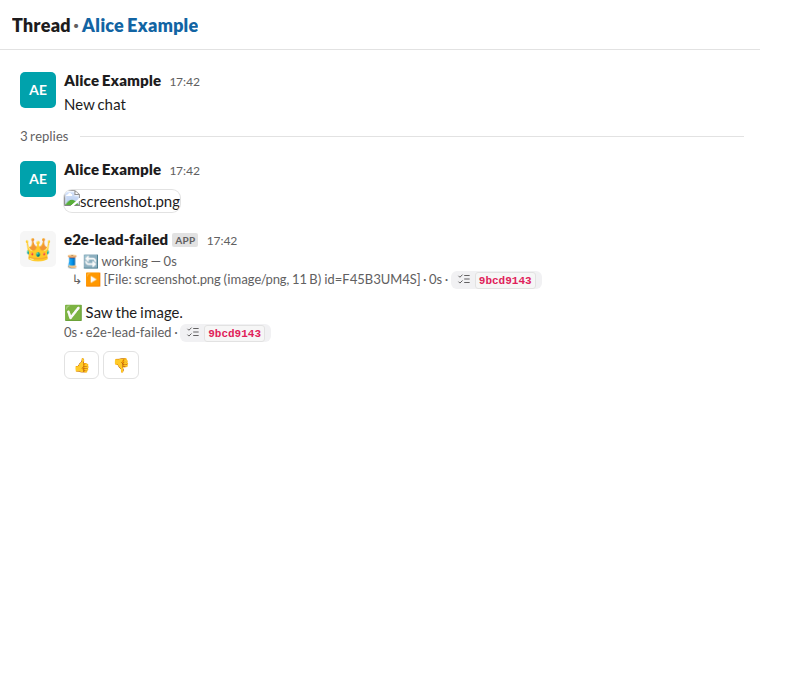 Thread • Alice Example
AE
Alice Example 17:42
New chat
3 replies
AE
Alice Example 17:42
screenshot.png
e2e-lead-failed APP 17:42
🧵 🔄 working — 0s
↳ ▶️ [File: screenshot.png (image/png, 11 B) id=F45B3UM4S] · 0s · 9bcd9143
✅ Saw the image.
0s · e2e-lead-failed · 9bcd9143
👍 👎